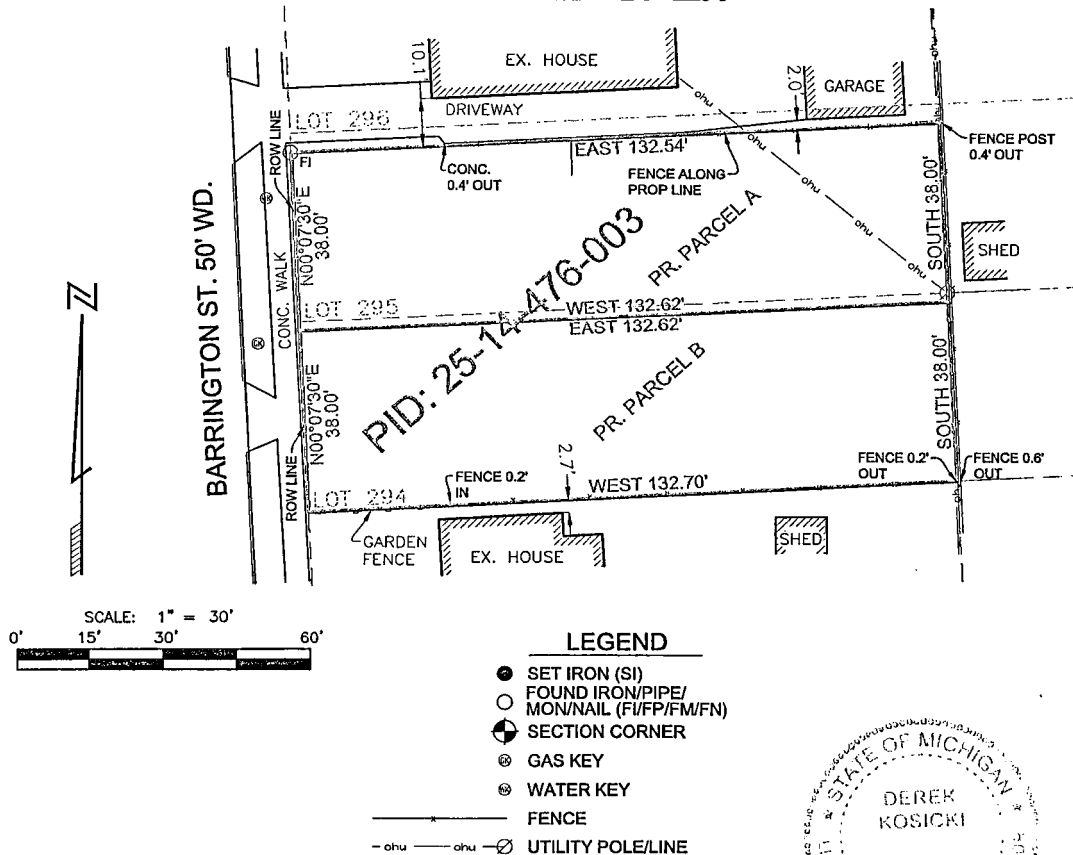 EX. HOUSE
10.1
DRIVEWAY
2.0'
GARAGE
LOT 296
ROW LINE
FI
EAST 132.54'
CONC.
0.4' OUT
FENCE ALONG
PROP LINE
ohu
FENCE POST
0.4' OUT
BARRINGTON ST. 50' WD.
CONC. WALK
N00°07'30"E
38.00'
PID: 25-14-476-003
PR. PARCEL A
ohu
ohu
ohu
SOUTH 38.00'
SHED
N
LOT 295
WEST 132.62'
EAST 132.62'
PR. PARCEL B
N00°07'30"E
38.00'
ROW LINE
SOUTH 38.00'
LOT 294
FENCE 0.2'
IN
2.7'
WEST 132.70'
FENCE 0.2'
OUT
FENCE 0.6'
OUT
GARDEN
FENCE
EX. HOUSE
SHED
SCALE: 1" = 30'
0' 15' 30' 60'
LEGEND
SET IRON (SI)
FOUND IRON/PIPE/
MON/NAIL (FI/FP/FM/FN)
SECTION CORNER
GAS KEY
WATER KEY
FENCE
ohu ohu UTILITY POLE/LINE
STATE OF MICHIGAN
DEREK
KOSICKI